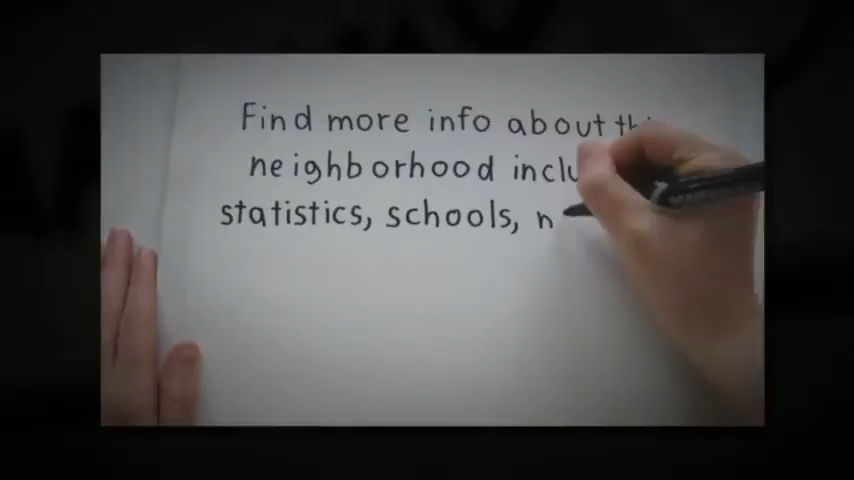 Find more info about
neighborhood
statistics, schools, n